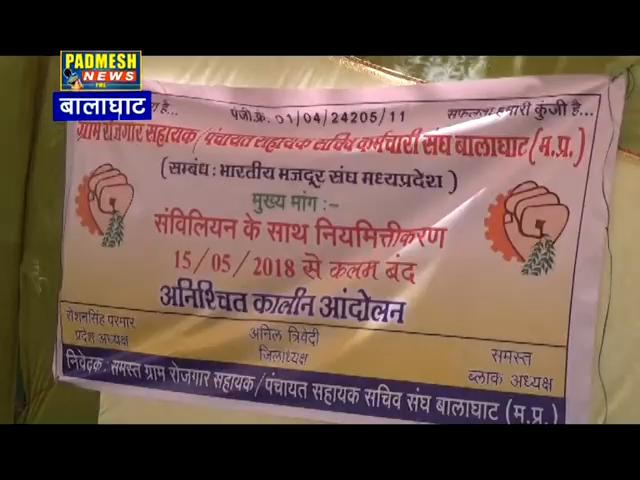 PADMESH
NEWS
बालाघाट
है... पंजी.क्रं. 01/04/24205/11 सफलता हमारी कुंजी है...
ग्राम रोजगार सहायक/पंचायत सहायक सचिव कर्मचारी संघ बालाघाट (म.प्र.)
(सम्बंध : भारतीय मजदूर संघ मध्यप्रदेश)
मुख्य मांग :-
संविलियन के साथ नियमित्तीकरण
15/05/2018 से कलम बंद
अनिश्चित कालीन आंदोलन
रोशनसिंह परमार अनिल त्रिवेदी समस्त
प्रदेश अध्यक्ष जिलाध्यक्ष ब्लाक अध्यक्ष
निवेदक : समस्त ग्राम रोजगार सहायक/पंचायत सहायक सचिव संघ बालाघाट (म.प्र.)